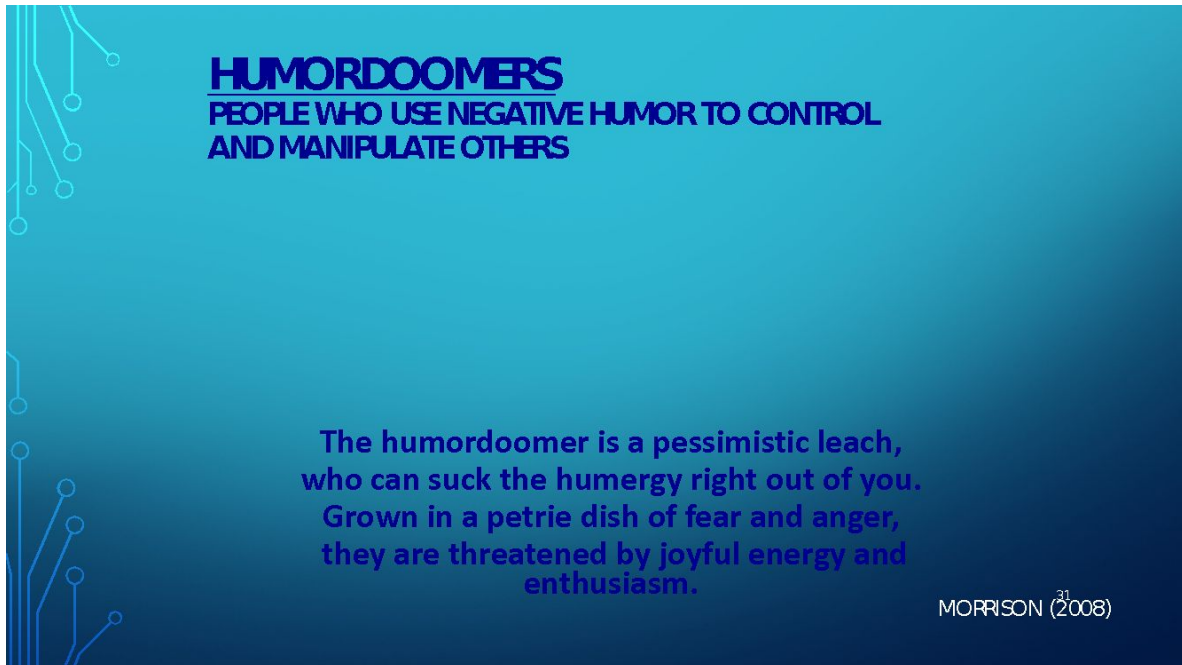 HUMORDOOMERS
PEOPLE WHO USE NEGATIVE HUMOR TO CONTROL
AND MANIPULATE OTHERS
The humordoomer is a pessimistic leach,
who can suck the humergy right out of you.
Grown in a petrie dish of fear and anger,
they are threatened by joyful energy and
enthusiasm.
31
MORRISON (2008)